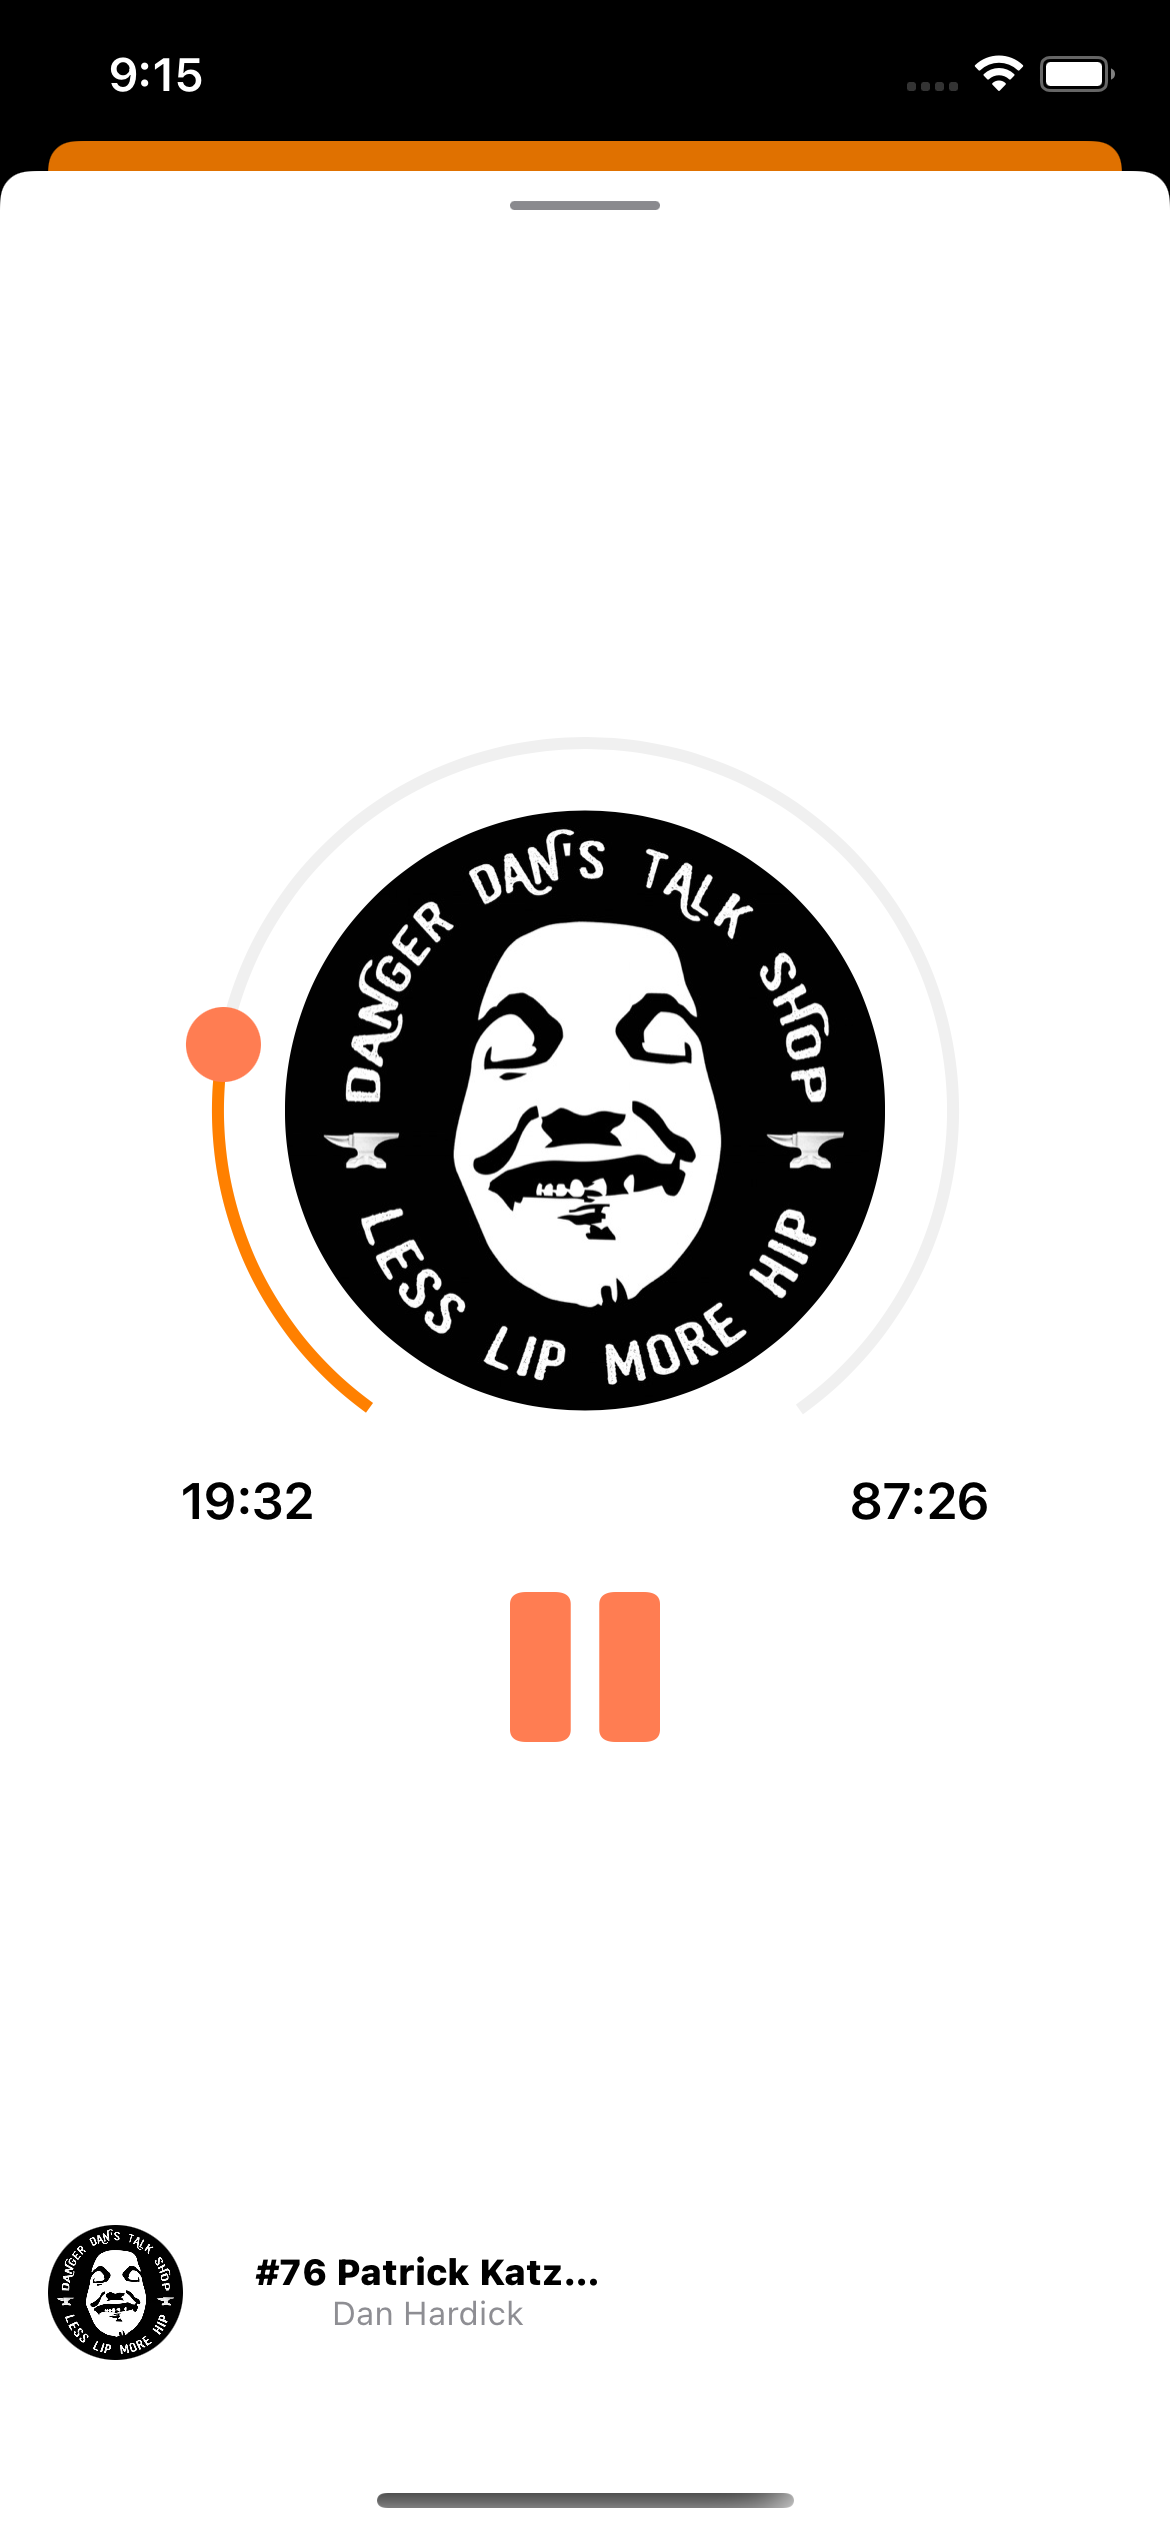 9:15
DANGER DAN'S TALK SHOP
LESS LIP MORE HIP
19:32
87:26
DANGER DAN'S TALK SHOP
LESS LIP MORE HIP
#76 Patrick Katz...
Dan Hardick